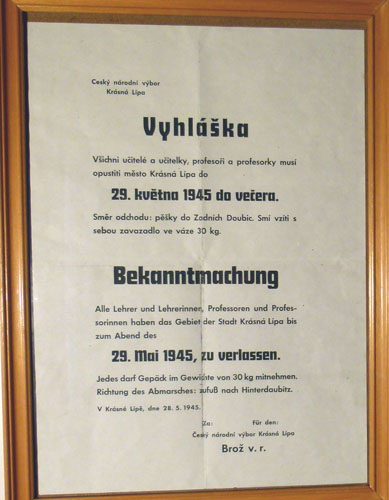 Český národní výbor
Krásná Lípa
Vyhláška
Všichni učitelé a učitelky, profesoři a profesorky musí
opustiti město Krásná Lípa do
29. května 1945 do večera.
Směr odchodu: pěšky do Zadních Doubic. Smí vzíti s
sebou zavazadlo ve váze 30 kg.
Bekanntmachung
Alle Lehrer und Lehrerinnen, Professoren und Profes-
sorinnen haben das Gebiet der Stadt Krásná Lípa bis
zum Abend des
29. Mai 1945, zu verlassen.
Jedes darf Gepäck im Gewichte von 30 kg mitnehmen.
Richtung des Abmarsches: zufuß nach Hinterdaubitz.
V Krásné Lípě, dne 28. 5. 1945.
Za: Für den:
Český národní výbor Krásná Lípa
Brož v. r.